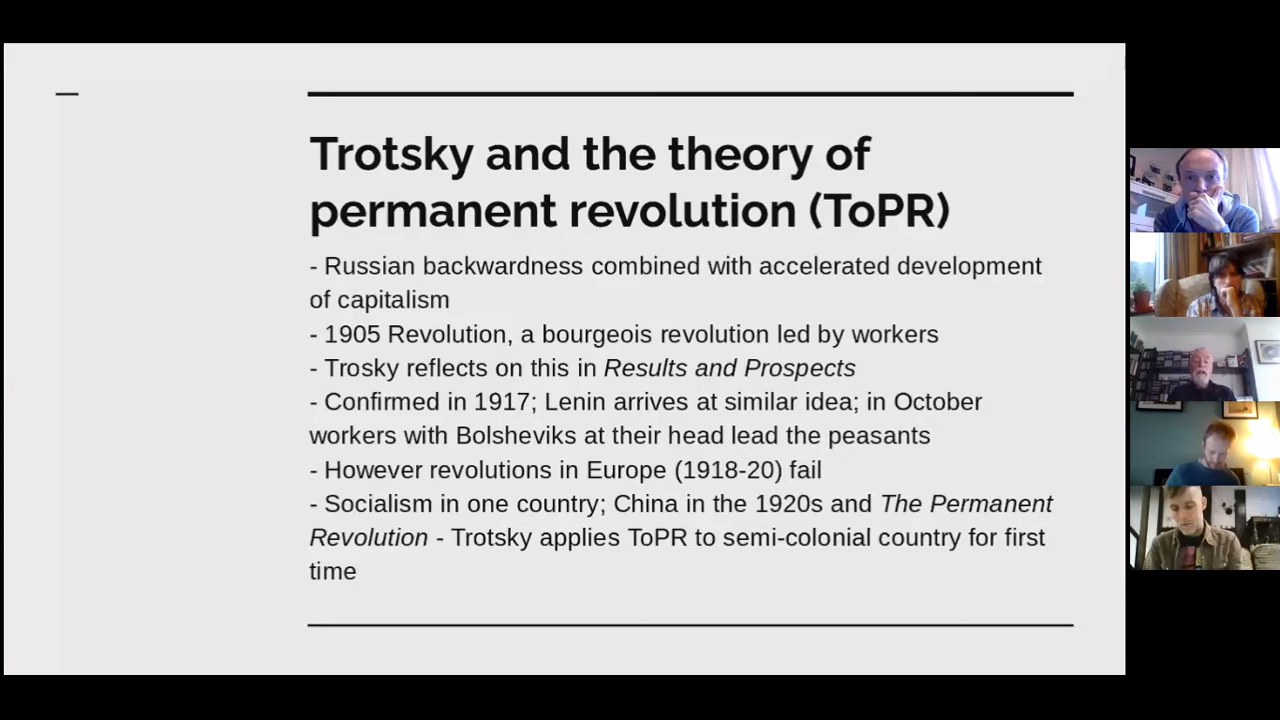 Trotsky and the theory of
permanent revolution (ToPR)
- Russian backwardness combined with accelerated development
of capitalism
- 1905 Revolution, a bourgeois revolution led by workers
- Trosky reflects on this in Results and Prospects
- Confirmed in 1917; Lenin arrives at similar idea; in October
workers with Bolsheviks at their head lead the peasants
- However revolutions in Europe (1918-20) fail
- Socialism in one country; China in the 1920s and The Permanent
Revolution - Trotsky applies ToPR to semi-colonial country for first
time